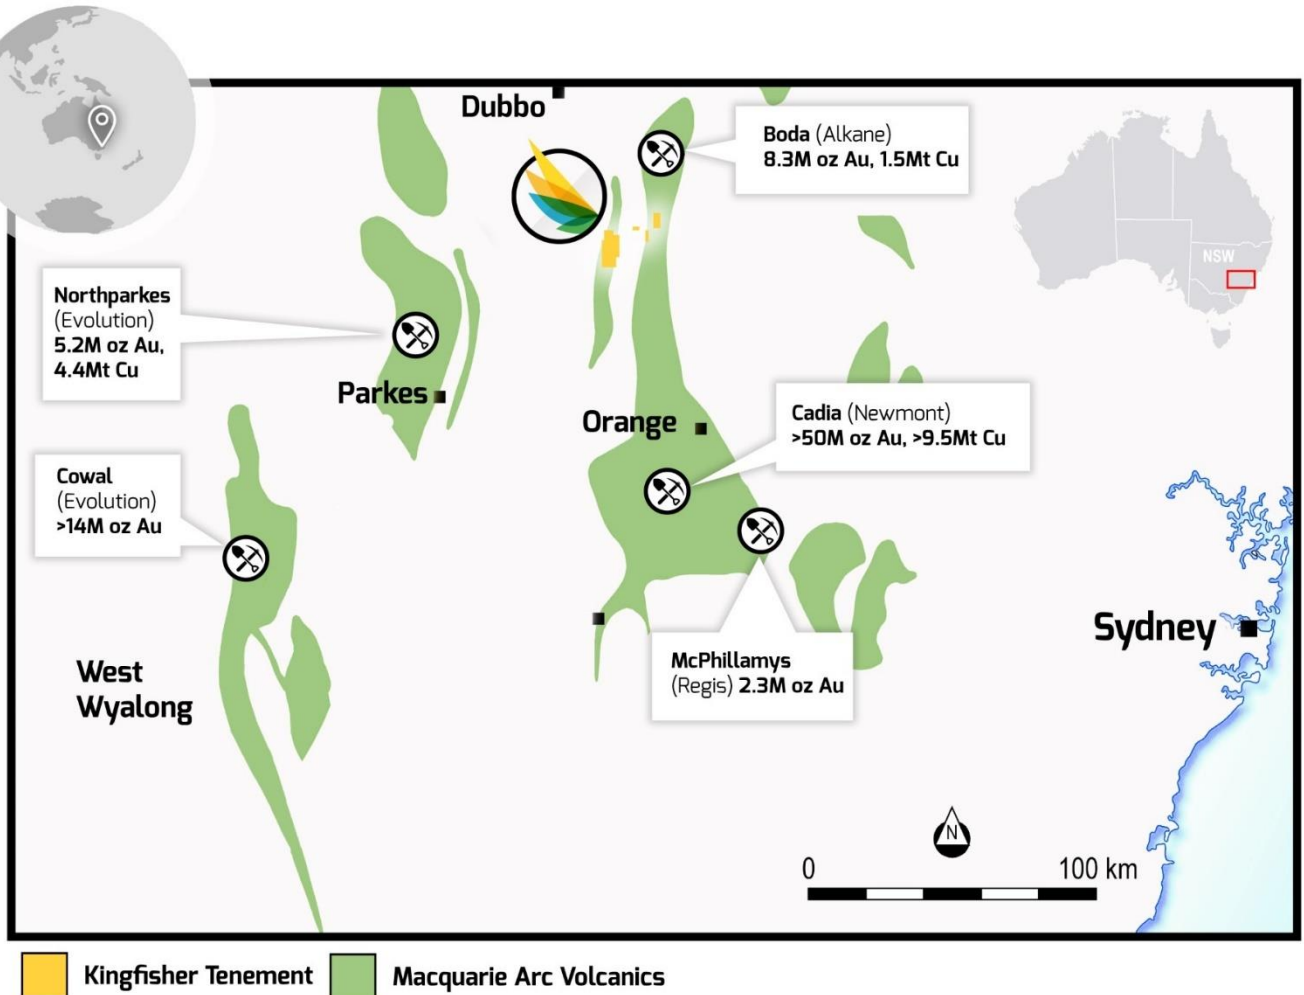 Dubbo
Boda (Alkane)
8.3M oz Au, 1.5Mt Cu
NSW
Northparkes
(Evolution)
5.2M oz Au,
4.4Mt Cu
Parkes
Orange
Cadia (Newmont)
>50M oz Au, >9.5Mt Cu
Cowal
(Evolution)
>14M oz Au
Sydney
McPhillamys
(Regis) 2.3M oz Au
West
Wyalong
N
0 100 km
Kingfisher Tenement
Macquarie Arc Volcanics